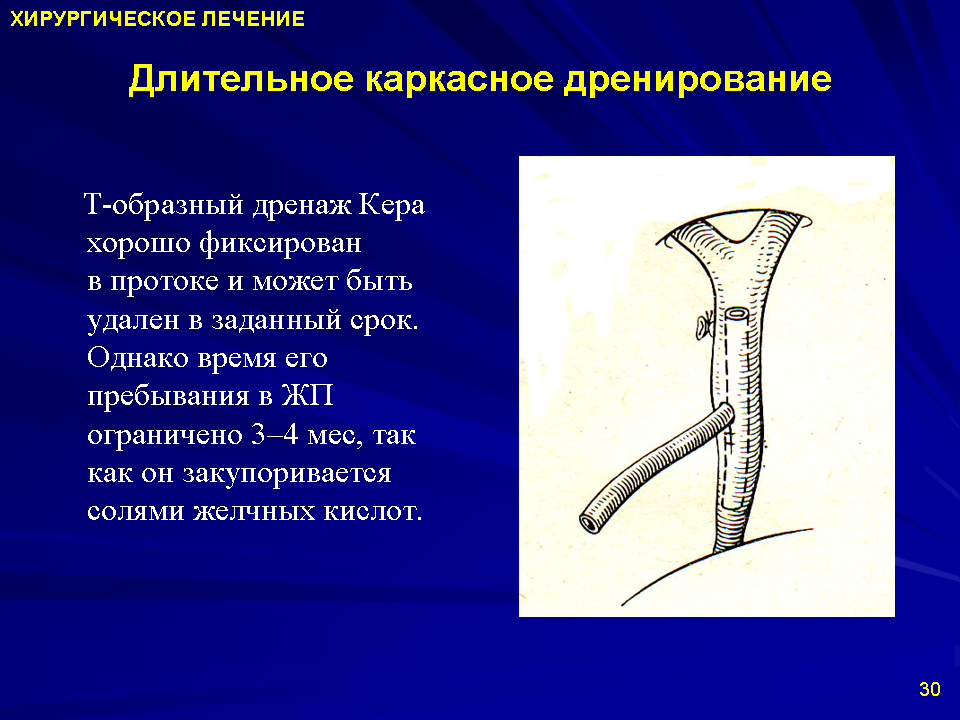 ХИРУРГИЧЕСКОЕ ЛЕЧЕНИЕ
Длительное каркасное дренирование
Т-образный дренаж Кера
хорошо фиксирован
в протоке и может быть
удален в заданный срок.
Однако время его
пребывания в ЖП
ограничено 3–4 мес, так
как он закупоривается
солями желчных кислот.
30